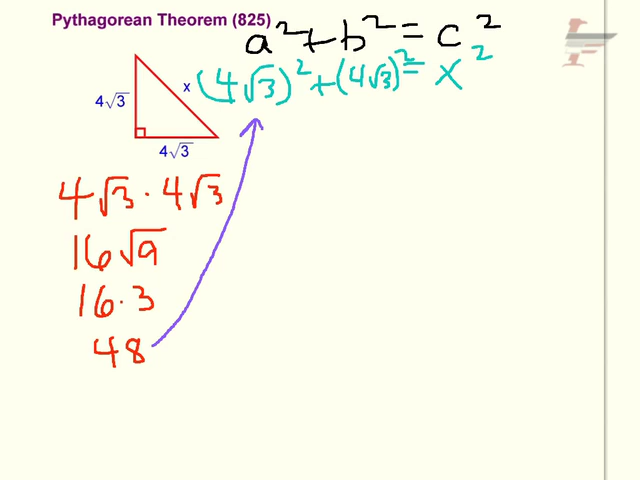 Pythagorean Theorem (825)
a² + b² = c²
(4√3)² + (4√3)² = x²
x
4√3
4√3
4√3 · 4√3
16√9
16 · 3
48